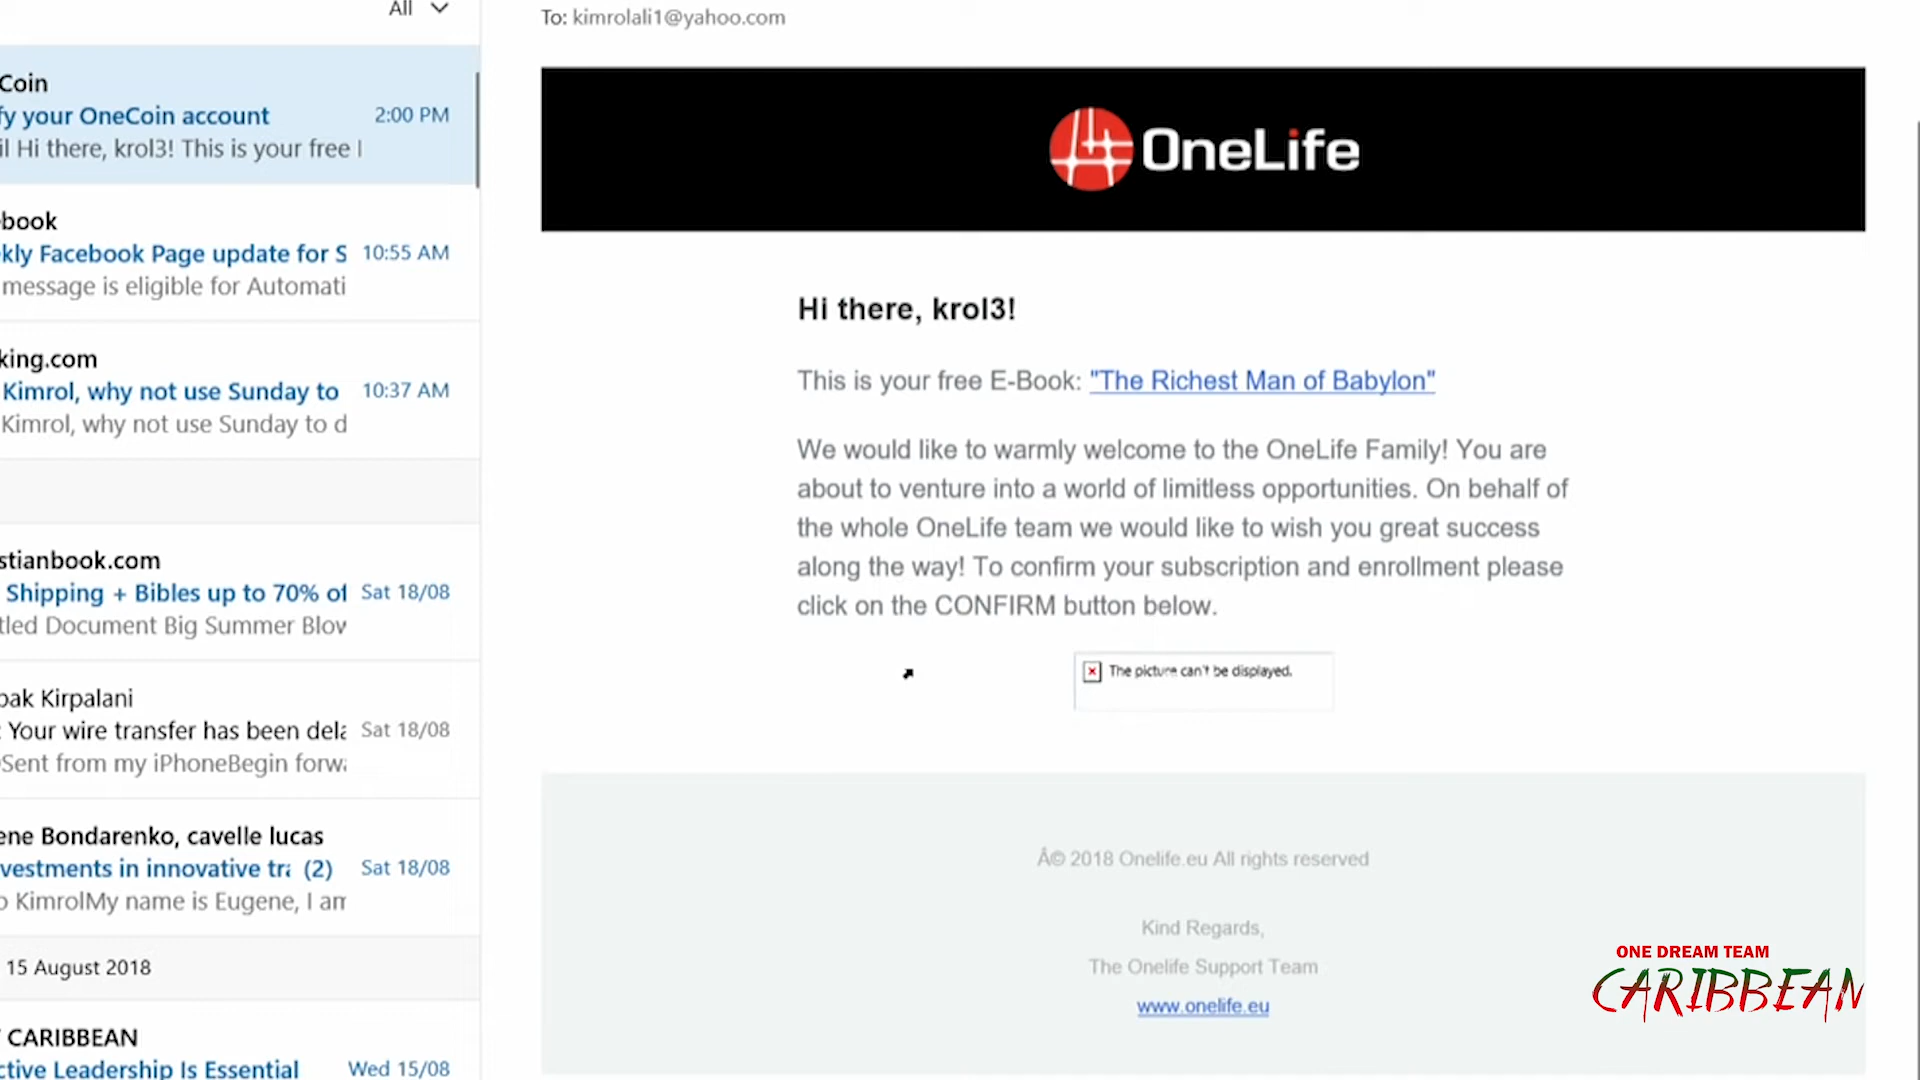 All
Coin
fy your OneCoin account 2:00 PM
il Hi there, krol3! This is your free
book
kly Facebook Page update for S 10:55 AM
message is eligible for Automati
king.com
Kimrol, why not use Sunday to 10:37 AM
Kimrol, why not use Sunday to d
stianbook.com
Shipping + Bibles up to 70% of Sat 18/08
tled Document Big Summer Blow
bak Kirpalani
: Your wire transfer has been dela Sat 18/08
Sent from my iPhoneBegin forwa
ene Bondarenko, cavelle lucas
vestments in innovative tra (2) Sat 18/08
o KimrolMy name is Eugene, I am
15 August 2018
CARIBBEAN
ctive Leadership Is Essential Wed 15/08
To: kimrolali1@yahoo.com
OneLife
Hi there, krol3!
This is your free E-Book: "The Richest Man of Babylon"
We would like to warmly welcome to the OneLife Family! You are
about to venture into a world of limitless opportunities. On behalf of
the whole OneLife team we would like to wish you great success
along the way! To confirm your subscription and enrollment please
click on the CONFIRM button below.
The picture can't be displayed.
Â© 2018 Onelife.eu All rights reserved
Kind Regards,
The Onelife Support Team
www.onelife.eu
ONE DREAM TEAM
CARIBBEAN